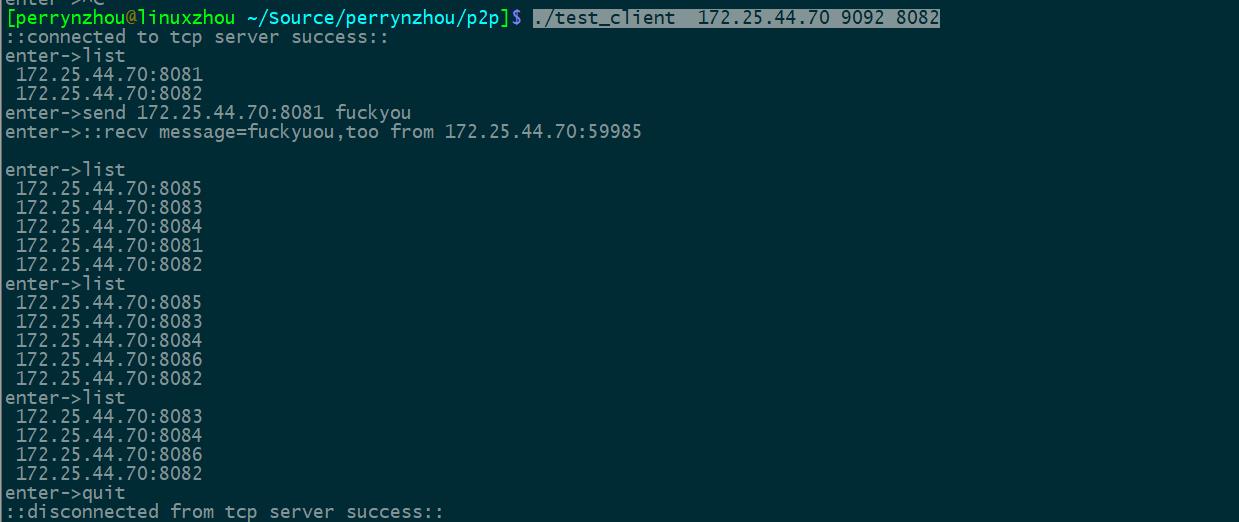 enter->^C
[perrynzhou@linuxzhou ~/Source/perrynzhou/p2p]$ ./test_client  172.25.44.70 9092 8082
::connected to tcp server success::
enter->list
 172.25.44.70:8081
 172.25.44.70:8082
enter->send 172.25.44.70:8081 fuckyou
enter->::recv message=fuckyuou,too from 172.25.44.70:59985
enter->list
 172.25.44.70:8085
 172.25.44.70:8083
 172.25.44.70:8084
 172.25.44.70:8081
 172.25.44.70:8082
enter->list
 172.25.44.70:8085
 172.25.44.70:8083
 172.25.44.70:8084
 172.25.44.70:8086
 172.25.44.70:8082
enter->list
 172.25.44.70:8083
 172.25.44.70:8084
 172.25.44.70:8086
 172.25.44.70:8082
enter->quit
::disconnected from tcp server success::